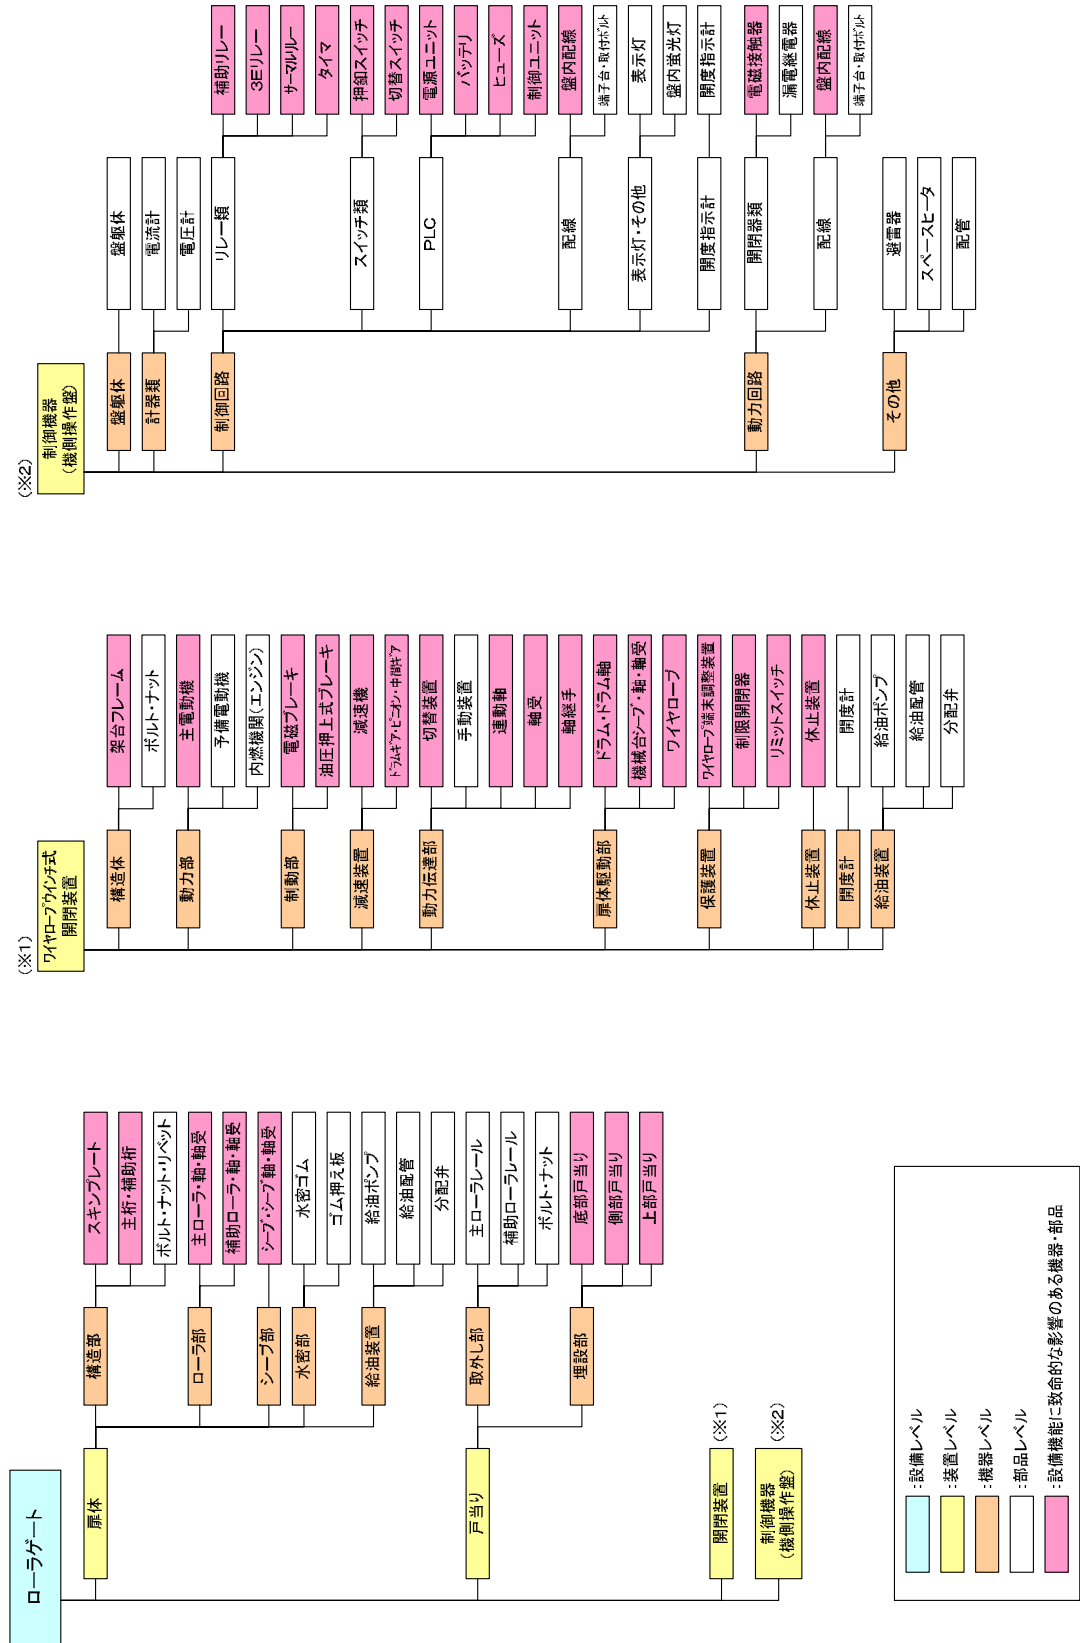 ローラゲート
扉体
構造部
スキンプレート
主桁・補助桁
ボルト・ナット・リベット
ローラ部
主ローラ・軸・軸受
補助ローラ・軸・軸受
シーブ部
シーブ・シーブ軸・軸受
水密部
水密ゴム
ゴム押え板
給油装置
給油ポンプ
給油配管
分配弁
戸当り
取外し部
主ローラレール
補助ローラレール
ボルト・ナット
埋設部
底部戸当り
側部戸当り
上部戸当り
開閉装置
(※1)
制御機器
(機側操作盤)
(※2)
:設備レベル
:装置レベル
:機器レベル
:部品レベル
:設備機能に致命的な影響のある機器・部品
(※1)
ワイヤロープウインチ式
開閉装置
構造体
架台フレーム
ボルト・ナット
動力部
主電動機
予備電動機
内燃機関(エンジン)
制動部
電磁ブレーキ
油圧押上式ブレーキ
減速装置
減速機
ドラムギア・ピニオン・中間ギア
動力伝達部
切替装置
手動装置
連動軸
軸受
軸継手
扉体駆動部
ドラム・ドラム軸
機械台シーブ・軸・軸受
ワイヤロープ
保護装置
ワイヤロープ端末調整装置
制限開閉器
リミットスイッチ
休止装置
休止装置
開度計
開度計
給油装置
給油ポンプ
給油配管
分配弁
(※2)
制御機器
(機側操作盤)
盤躯体
盤躯体
計器類
電流計
電圧計
制御回路
リレー類
補助リレー
3Eリレー
サーマルリレー
タイマ
スイッチ類
押釦スイッチ
切替スイッチ
PLC
電源ユニット
バッテリ
ヒューズ
制御ユニット
配線
盤内配線
端子台・取付ボルト
表示灯・その他
表示灯
盤内蛍光灯
開度指示計
開度指示計
動力回路
開閉器類
電磁接触器
漏電継電器
配線
盤内配線
端子台・取付ボルト
その他
避雷器
スペースヒータ
配管